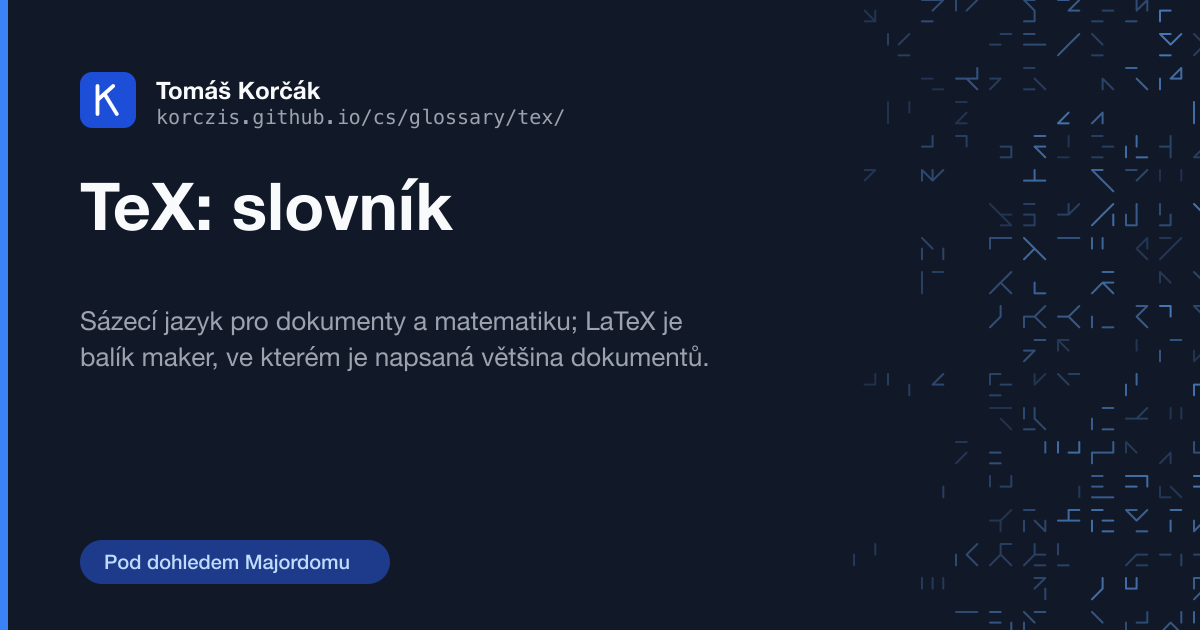 K
Tomáš Korčák
korczis.github.io/cs/glossary/tex/
TeX: slovník
Sázecí jazyk pro dokumenty a matematiku; LaTeX je
balík maker, ve kterém je napsaná většina dokumentů.
Pod dohledem Majordomu